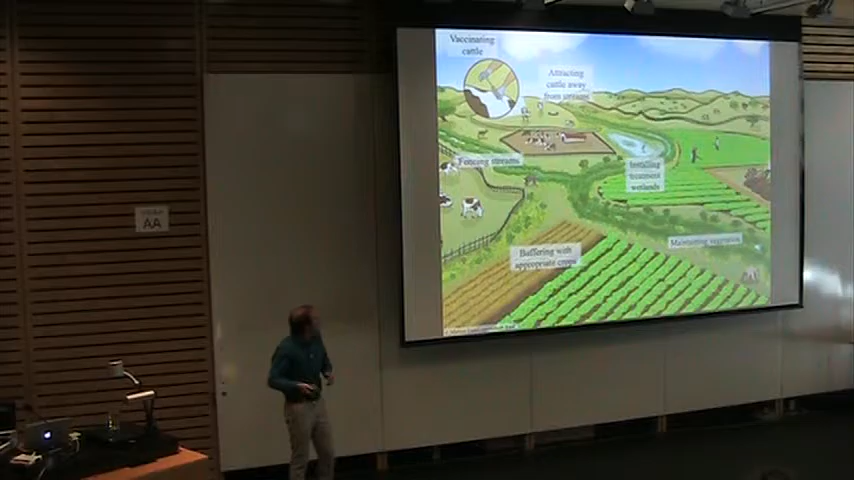 Vaccinating
cattle
Attracting
cattle away
from streams
Fencing streams
Installing
treatment
wetlands
Maintaining vegetation
Buffering with
appropriate crops
AA